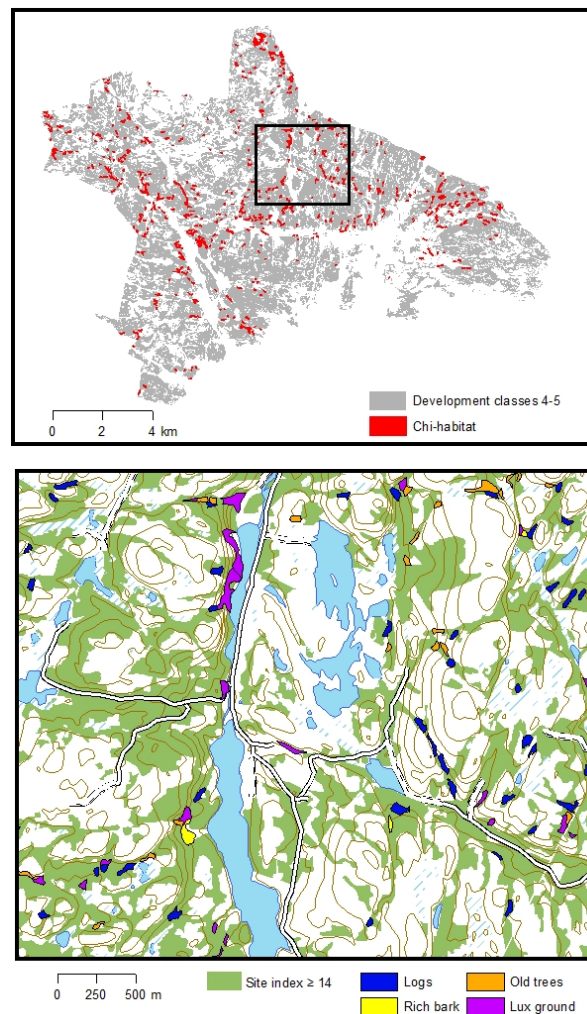 Development classes 4-5
Chi-habitat
0 2 4 km
0 250 500 m
Site index ≥ 14
Logs
Old trees
Rich bark
Lux ground